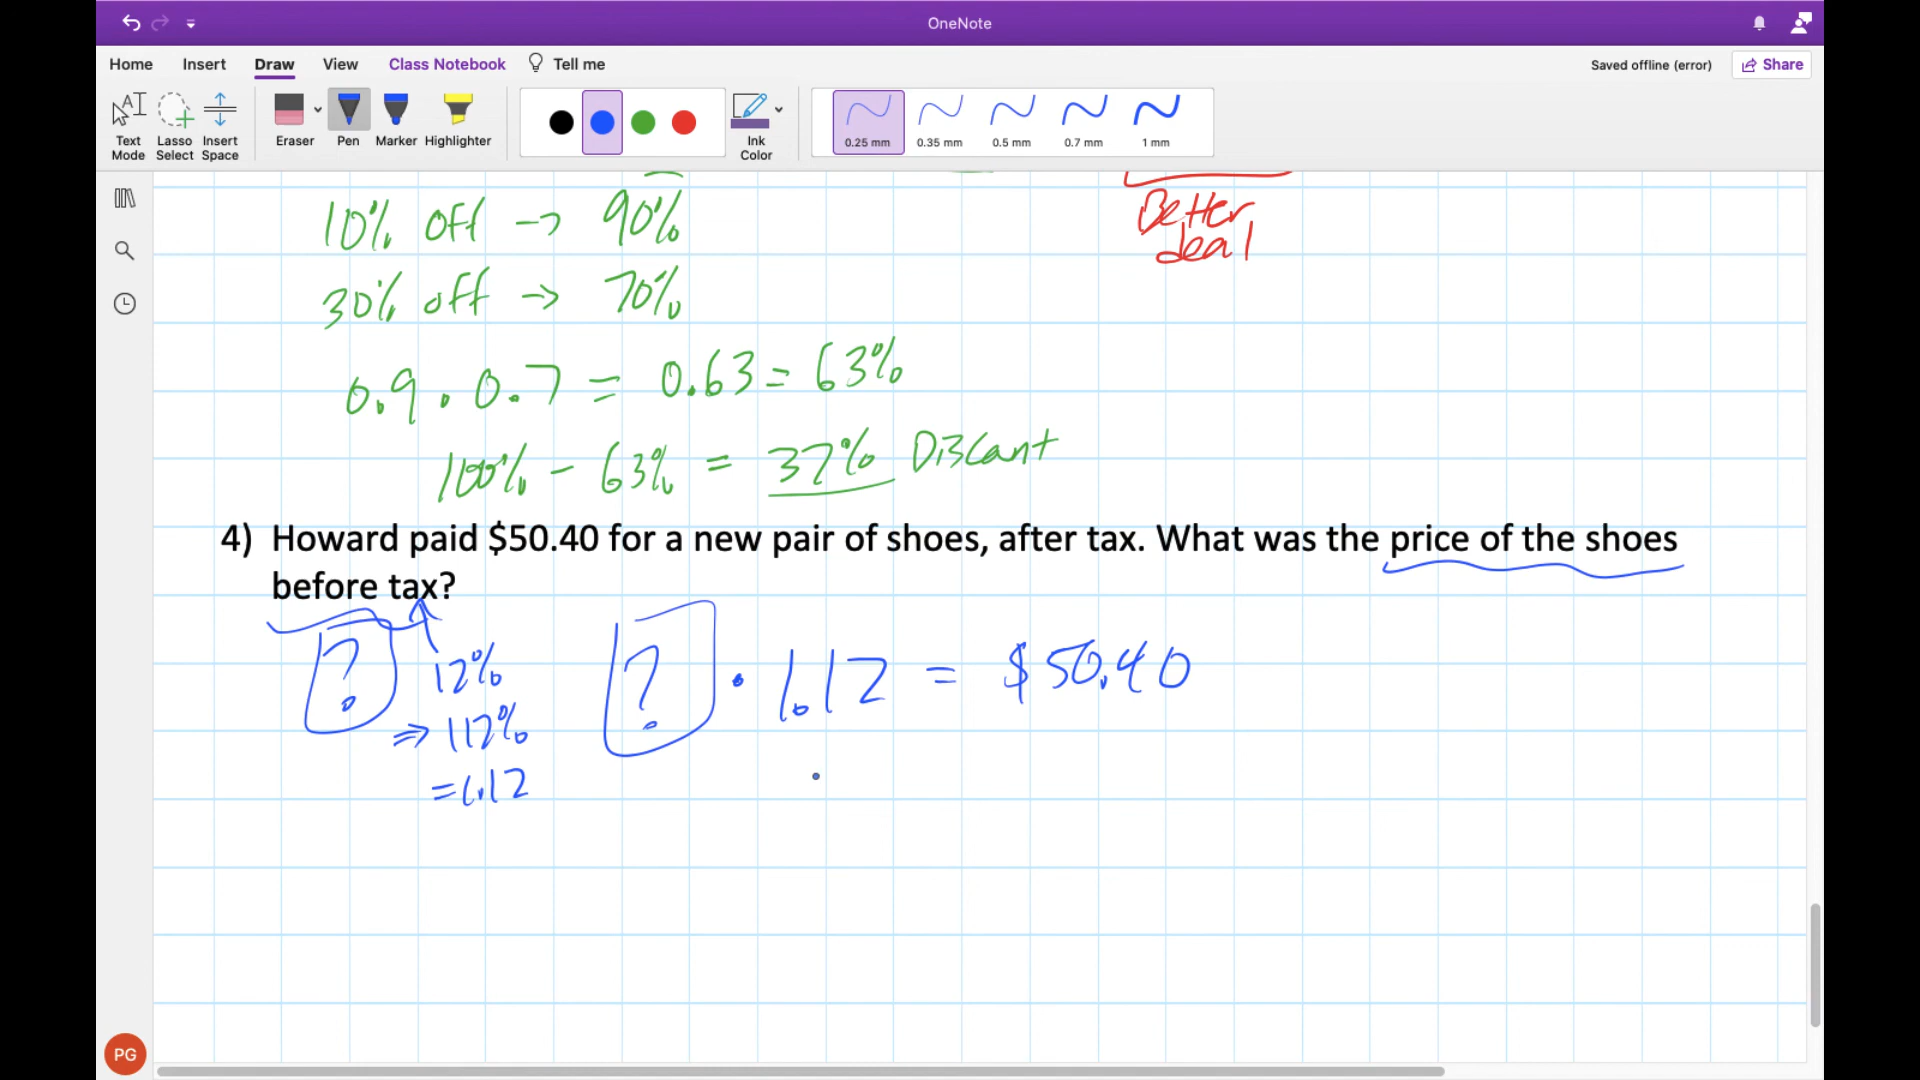 OneNote
Home Insert Draw View Class Notebook Tell me
Saved offline (error) Share
Text Mode
Lasso Select
Insert Space
Eraser
Pen
Marker
Highlighter
Ink Color
0.25 mm
0.35 mm
0.5 mm
0.7 mm
1 mm
10% off -> 90%
Better
deal
30% off -> 70%
0.9 . 0.7 = 0.63 = 63%
100% - 63% = 37% Discount
4) Howard paid $50.40 for a new pair of shoes, after tax. What was the price of the shoes
before tax?
? 12%
⇒ 112%
= 1.12
? · 1.12 = $50.40
PG